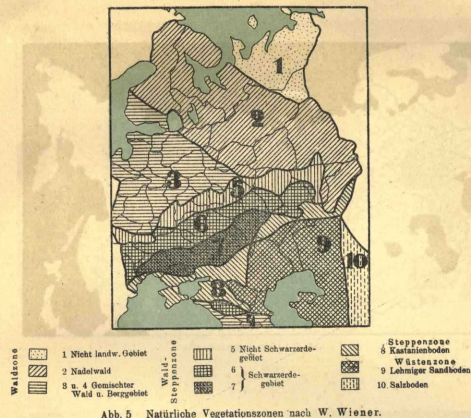 1
2
3
5
6
7
8
9
10
Waldzone
1 Nicht landw. Gebiet
2 Nadelwald
3 u. 4 Gemischter
Wald u. Berggebiet
Wald-
Steppenzone
5 Nicht Schwarzerde-
gebiet
6
7
Schwarzerde-
gebiet
Steppenzone
8 Kastanienboden
Wüstenzone
9 Lehmiger Sandboden
10. Salzboden
Abb. 5 Natürliche Vegetationszonen nach W. Wiener.